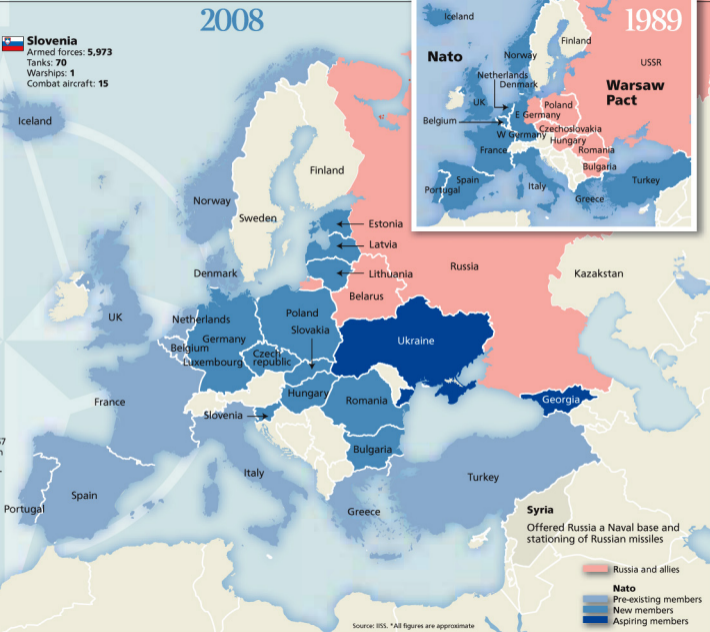 2008
Slovenia
Armed forces: 5,973
Tanks: 70
Warships: 1
Combat aircraft: 15
Iceland
Norway
Sweden
Finland
Estonia
Latvia
Lithuania
Denmark
Russia
Belarus
Kazakstan
UK
Netherlands
Belgium
Luxembourg
Germany
Poland
Slovakia
Czech
republic
Ukraine
France
Hungary
Romania
Slovenia
Georgia
Bulgaria
Italy
Turkey
Portugal
Spain
Greece
Syria
Offered Russia a Naval base and
stationing of Russian missiles
Russia and allies
Nato
Pre-existing members
New members
Aspiring members
Source: IISS. *All figures are approximate
1989
Iceland
Nato
Norway
Finland
USSR
Netherlands
Denmark
Warsaw
Pact
UK
Poland
E Germany
Belgium
W Germany
Czechoslovakia
Hungary
France
Romania
Bulgaria
Spain
Portugal
Italy
Turkey
Greece